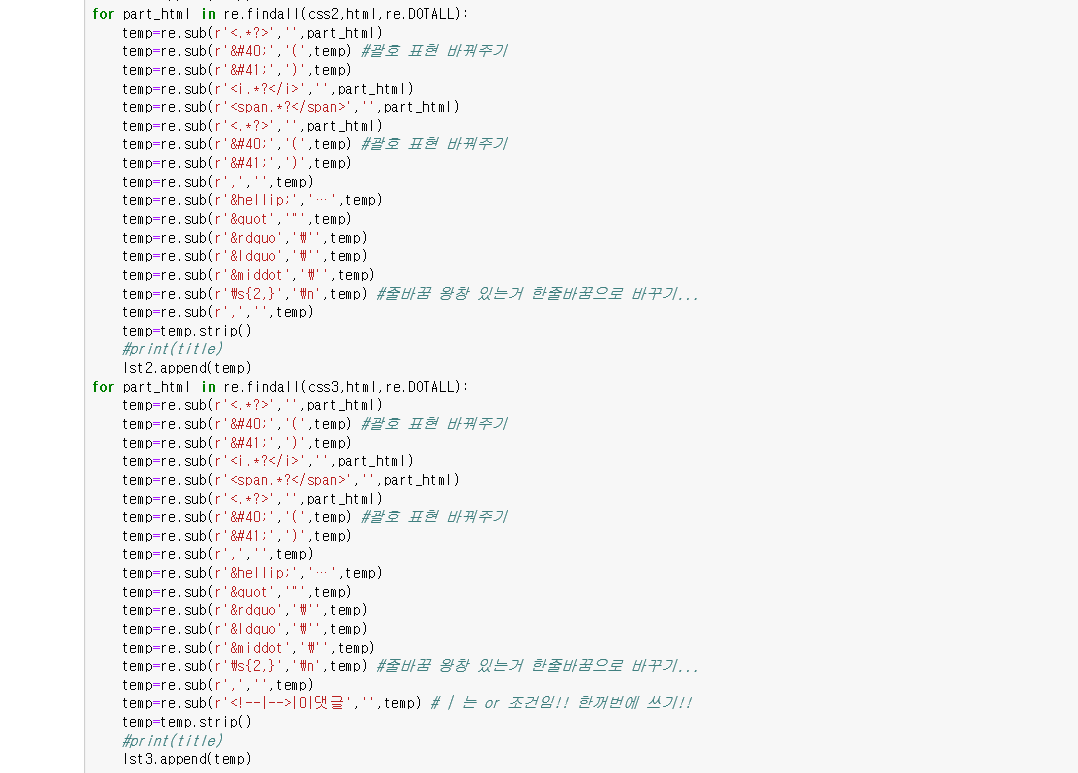 for part_html in re.findall(css2,html,re.DOTALL):
    temp=re.sub(r'<.*?>','',part_html)
    temp=re.sub(r'&#40;','(',temp) #괄호 표현 바꿔주기
    temp=re.sub(r'&#41;',')',temp)
    temp=re.sub(r'<i.*?</i>','',part_html)
    temp=re.sub(r'<span.*?</span>','',part_html)
    temp=re.sub(r'<.*?>','',part_html)
    temp=re.sub(r'&#40;','(',temp) #괄호 표현 바꿔주기
    temp=re.sub(r'&#41;',')',temp)
    temp=re.sub(r',','',temp)
    temp=re.sub(r'&hellip;','…',temp)
    temp=re.sub(r'&quot','"',temp)
    temp=re.sub(r'&rdquo','₩'',temp)
    temp=re.sub(r'&ldquo','₩'',temp)
    temp=re.sub(r'&middot','₩'',temp)
    temp=re.sub(r'₩s{2,}','₩n',temp) #줄바꿈 왕창 있는거 한줄바꿈으로 바꾸기...
    temp=re.sub(r',','',temp)
    temp=temp.strip()
    #print(title)
    lst2.append(temp)
for part_html in re.findall(css3,html,re.DOTALL):
    temp=re.sub(r'<.*?>','',part_html)
    temp=re.sub(r'&#40;','(',temp) #괄호 표현 바꿔주기
    temp=re.sub(r'&#41;',')',temp)
    temp=re.sub(r'<i.*?</i>','',part_html)
    temp=re.sub(r'<span.*?</span>','',part_html)
    temp=re.sub(r'<.*?>','',part_html)
    temp=re.sub(r'&#40;','(',temp) #괄호 표현 바꿔주기
    temp=re.sub(r'&#41;',')',temp)
    temp=re.sub(r',','',temp)
    temp=re.sub(r'&hellip;','…',temp)
    temp=re.sub(r'&quot','"',temp)
    temp=re.sub(r'&rdquo','₩'',temp)
    temp=re.sub(r'&ldquo','₩'',temp)
    temp=re.sub(r'&middot','₩'',temp)
    temp=re.sub(r'₩s{2,}','₩n',temp) #줄바꿈 왕창 있는거 한줄바꿈으로 바꾸기...
    temp=re.sub(r',','',temp)
    temp=re.sub(r'<!--|-->|0|댓글','',temp) # | 는 or 조건임!! 한꺼번에 쓰기!!
    temp=temp.strip()
    #print(title)
    lst3.append(temp)